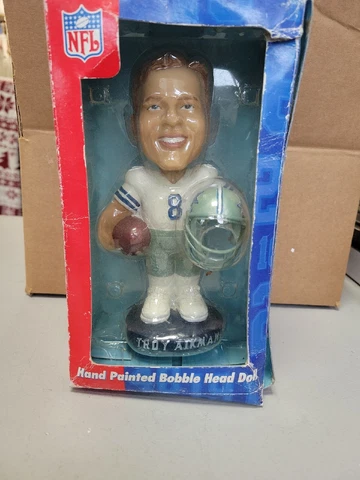 NFL
8
TROY AIKMAN
Hand Painted Bobble Head Doll